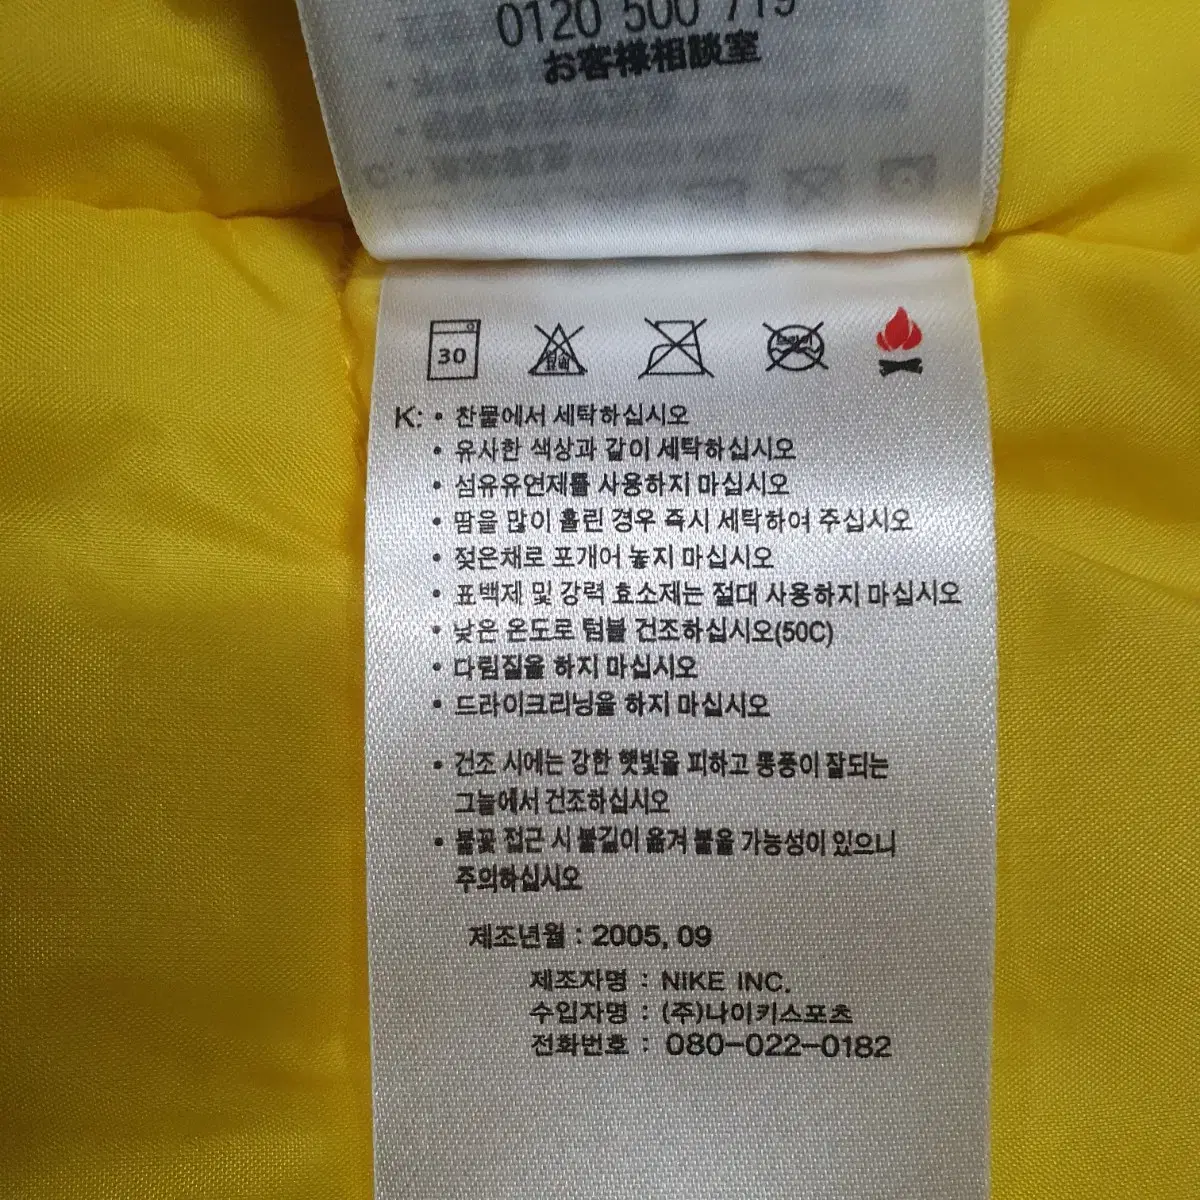 0120 500 719
お客様相談室
30
염소
드라이
K: • 찬물에서 세탁하십시오
• 유사한 색상과 같이 세탁하십시오
• 섬유유연제를 사용하지 마십시오
• 땀을 많이 흘린 경우 즉시 세탁하여 주십시오
• 젖은채로 포개어 놓지 마십시오
• 표백제 및 강력 효소제는 절대 사용하지 마십시오
• 낮은 온도로 텀블 건조하십시오(50C)
• 다림질을 하지 마십시오
• 드라이크리닝을 하지 마십시오
• 건조 시에는 강한 햇빛을 피하고 통풍이 잘되는
그늘에서 건조하십시오
• 불꽃 접근 시 불길이 옮겨 붙을 가능성이 있으니
주의하십시오
제조년월 : 2005, 09
제조자명 : NIKE INC.
수입자명 : (주)나이키스포츠
전화번호 : 080-022-0182